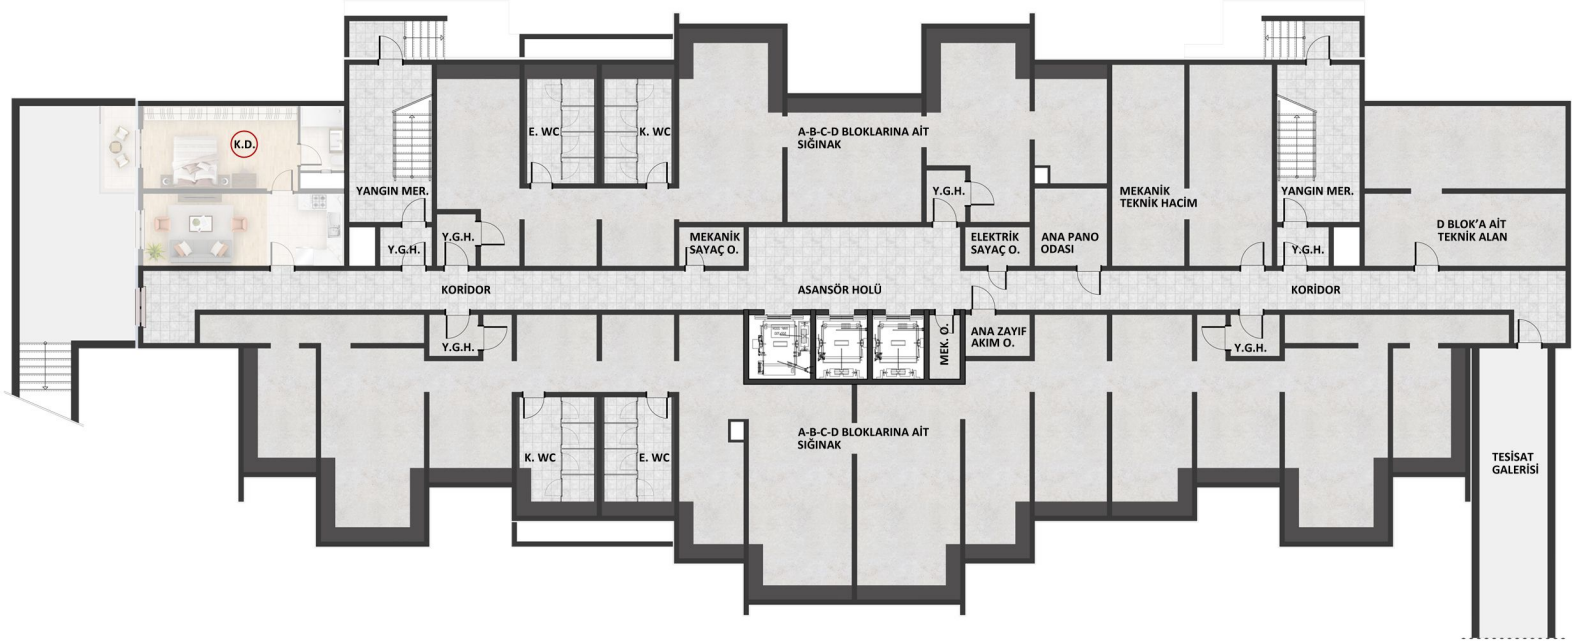 K.D.
E. WC
K. WC
A-B-C-D BLOKLARINA AİT
SIĞINAK
YANGIN MER.
Y.G.H.
MEKANİK
TEKNİK HACİM
YANGIN MER.
Y.G.H.
Y.G.H.
MEKANİK
SAYAÇ O.
ELEKTRİK
SAYAÇ O.
ANA PANO
ODASI
Y.G.H.
D BLOK'A AİT
TEKNİK ALAN
KORİDOR
ASANSÖR HOLÜ
KORİDOR
Y.G.H.
MEK. O.
ANA ZAYIF
AKIM O.
Y.G.H.
A-B-C-D BLOKLARINA AİT
SIĞINAK
K. WC
E. WC
TESİSAT
GALERİSİ